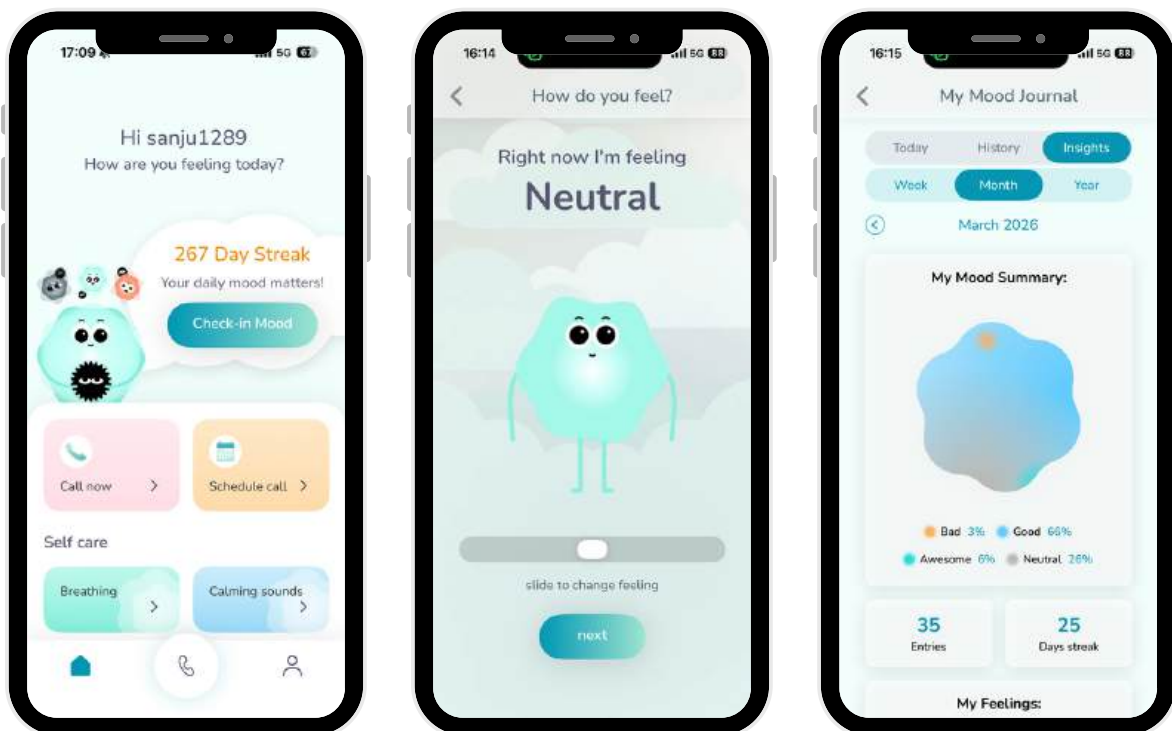 17:09
5G
Hi sanju1289
How are you feeling today?
267 Day Streak
Your daily mood matters!
Check-in Mood
Call now
Schedule call
Self care
Breathing
Calming sounds
16:14
5G 88
How do you feel?
Right now I'm feeling
Neutral
slide to change feeling
next
16:15
5G 88
My Mood Journal
Today History Insights
Week Month Year
March 2026
My Mood Summary:
Bad 3% Good 66%
Awesome 6% Neutral 26%
35 25
Entries Days streak
My Feelings: